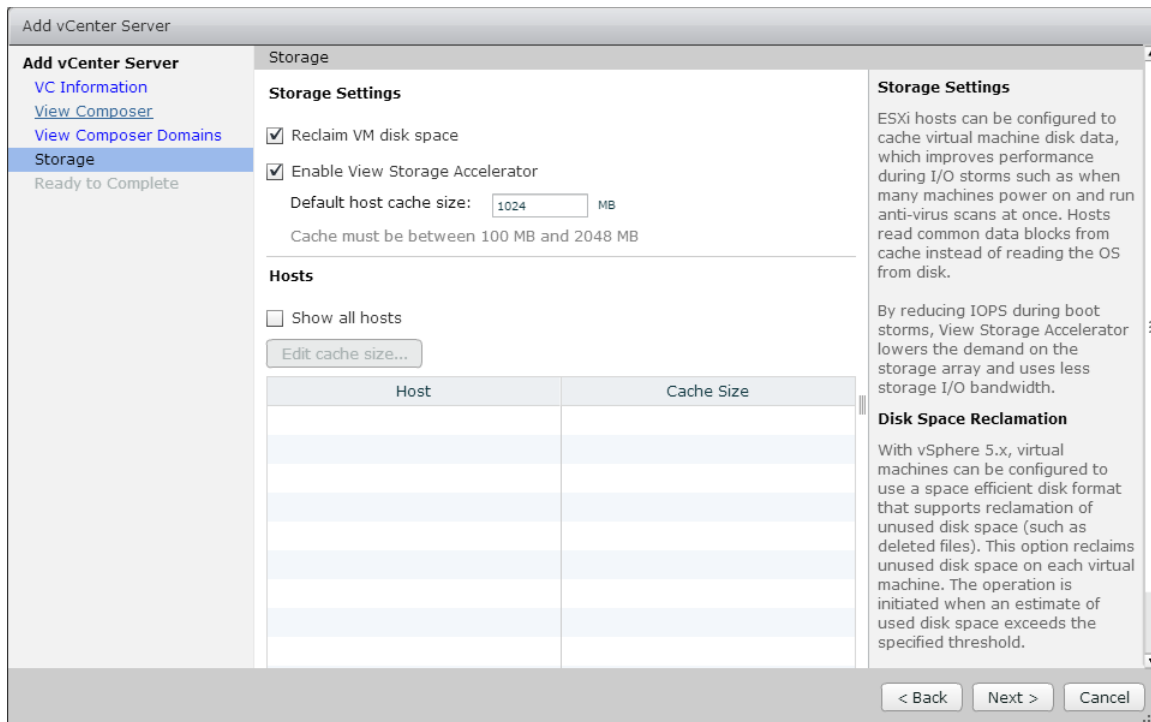 Add vCenter Server
Add vCenter Server
VC Information
View Composer
View Composer Domains
Storage
Ready to Complete
Storage
Storage Settings
Reclaim VM disk space
Enable View Storage Accelerator
Default host cache size: 1024 MB
Cache must be between 100 MB and 2048 MB
Hosts
Show all hosts
Edit cache size...
Host Cache Size
Storage Settings
ESXi hosts can be configured to
cache virtual machine disk data,
which improves performance
during I/O storms such as when
many machines power on and run
anti-virus scans at once. Hosts
read common data blocks from
cache instead of reading the OS
from disk.
By reducing IOPS during boot
storms, View Storage Accelerator
lowers the demand on the
storage array and uses less
storage I/O bandwidth.
Disk Space Reclamation
With vSphere 5.x, virtual
machines can be configured to
use a space efficient disk format
that supports reclamation of
unused disk space (such as
deleted files). This option reclaims
unused disk space on each virtual
machine. The operation is
initiated when an estimate of
used disk space exceeds the
specified threshold.
< Back Next > Cancel